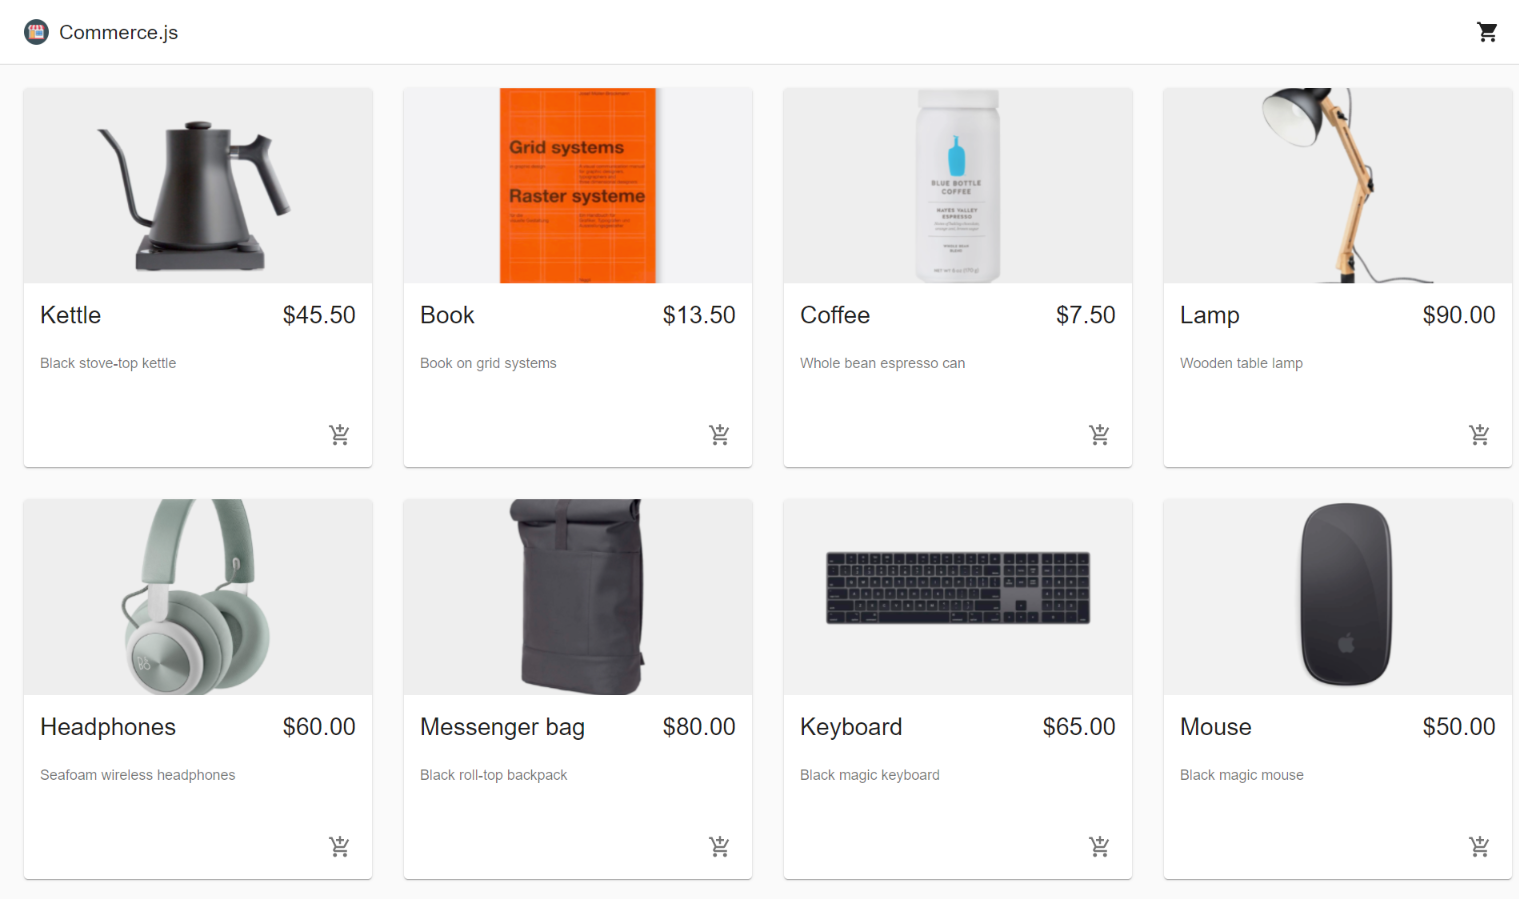 Commerce.js
Grid systems
Raster systeme
BLUE BOTTLE
COFFEE
HAYES VALLEY
ESPRESSO
WHOLE BEAN
Kettle
$45.50
Book
$13.50
Coffee
$7.50
Lamp
$90.00
Black stove-top kettle
Book on grid systems
Whole bean espresso can
Wooden table lamp
Headphones
$60.00
Messenger bag
$80.00
Keyboard
$65.00
Mouse
$50.00
Seafoam wireless headphones
Black roll-top backpack
Black magic keyboard
Black magic mouse